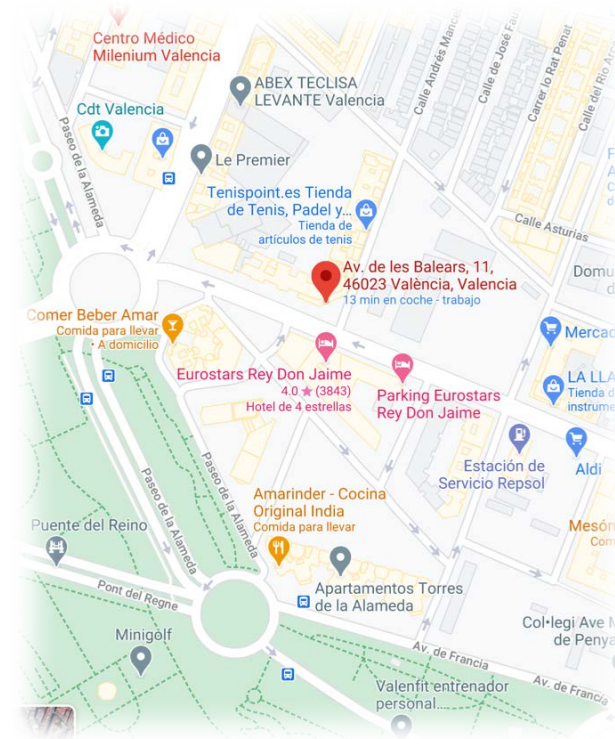 Centro Médico
Milenium Valencia
ABEX TECLISA
LEVANTE Valencia
Calle Andrés Manc
Calle de José Fa
Carrer lo Rat Penat
Calle del
Cdt Valencia
Paseo de la Alameda
Le Premier
Tenispoint.es Tienda
de Tenis, Padel y...
Tienda de
artículos de tenis
Calle Asturias
Av. de les Balears, 11,
46023 València, Valencia
13 min en coche - trabajo
Domu
Comer Beber Amar
Comida para llevar
• A domicilio
Mercad
Eurostars Rey Don Jaime
4.0 ★ (3843)
Hotel de 4 estrellas
Parking Eurostars
Rey Don Jaime
LA LLA
Tienda d
instrume
Estación de
Servicio Repsol
Aldi
Paseo de la Alameda
Paseo de la Alameda
Amarinder - Cocina
Original India
Comida para llevar
Mesón
Com
Puente del Reino
Pont del Regne
Apartamentos Torres
de la Alameda
Col•legi Ave M
de Penya
Minigolf
Av. de Francia
Av. de Francia
Valenfit entrenador
personal....